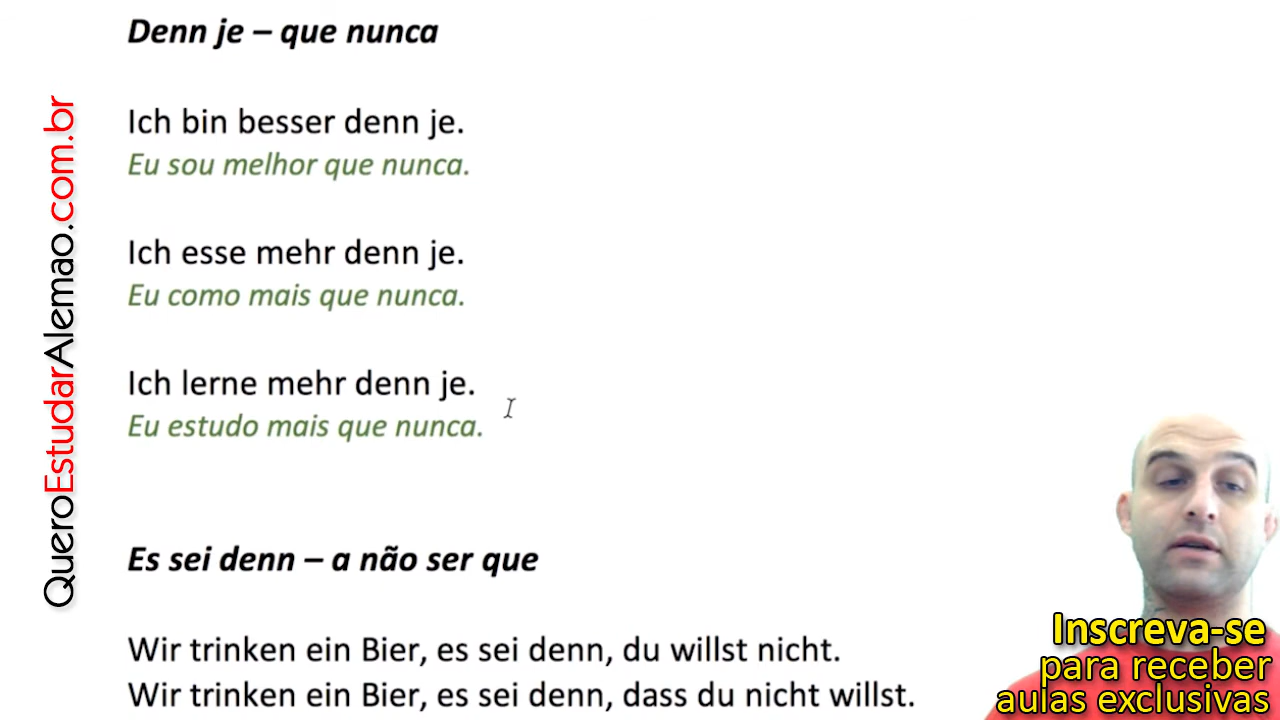 Denn je – que nunca
Ich bin besser denn je.
Eu sou melhor que nunca.
Ich esse mehr denn je.
Eu como mais que nunca.
Ich lerne mehr denn je.
Eu estudo mais que nunca.
Es sei denn – a não ser que
Wir trinken ein Bier, es sei denn, du willst nicht.
Wir trinken ein Bier, es sei denn, dass du nicht willst.
QueroEstudarAlemao.com.br
Inscreva-se
para receber
aulas exclusivas